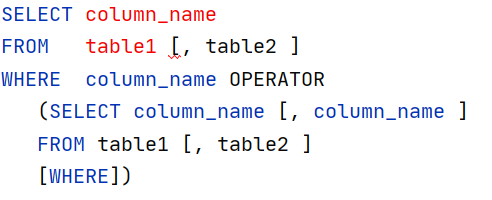 SELECT column_name
FROM   table1 [, table2 ]
WHERE  column_name OPERATOR
   (SELECT column_name [, column_name ]
   FROM table1 [, table2 ]
   [WHERE])